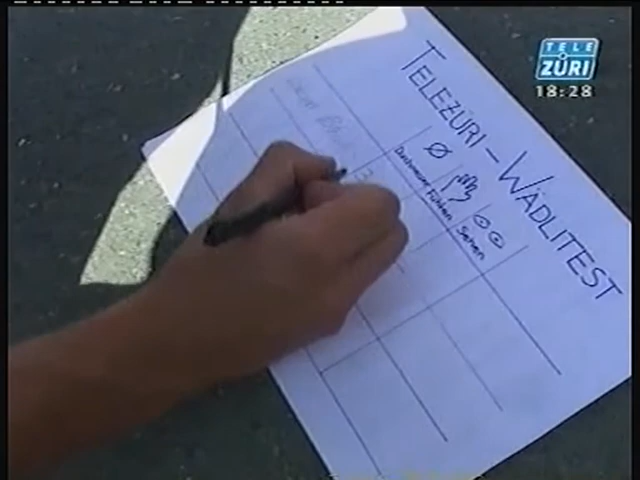 TELE
ZÜRI
18:28
TELEZÜRI - WÄDLITEST
Ø
Durchmesser
Fühlen
Sehen